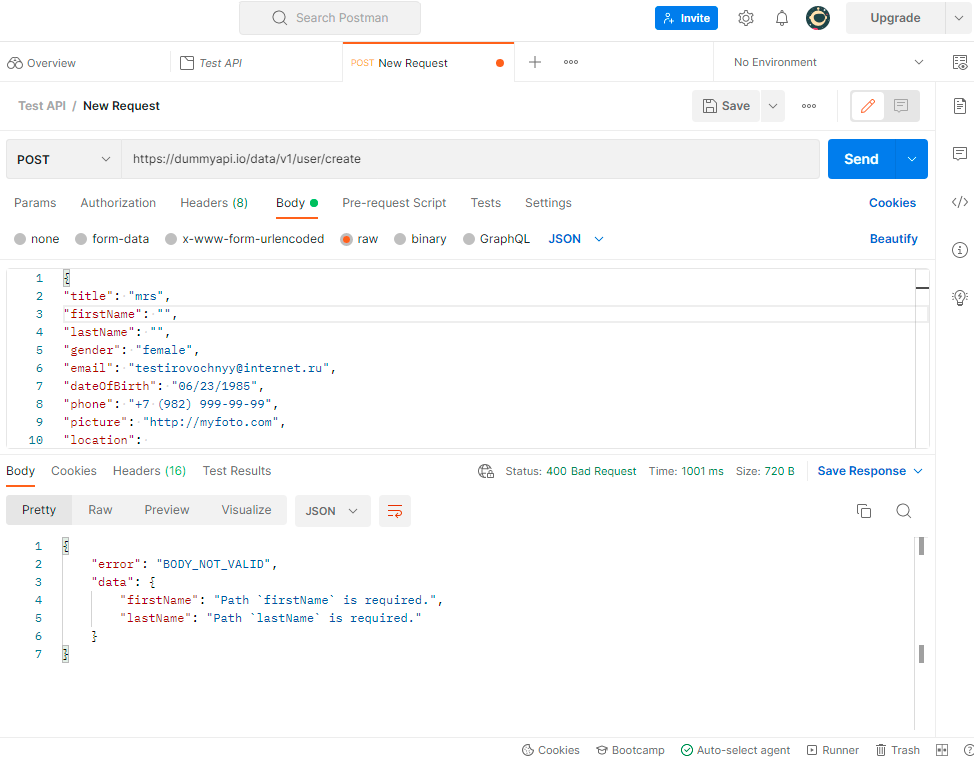 Search Postman
Invite
Upgrade
Overview
Test API
POST New Request
No Environment
Test API / New Request
Save
POST
https://dummyapi.io/data/v1/user/create
Send
Params
Authorization
Headers (8)
Body
Pre-request Script
Tests
Settings
Cookies
none
form-data
x-www-form-urlencoded
raw
binary
GraphQL
JSON
Beautify
1 {
2 "title": "mrs",
3 "firstName": "",
4 "lastName": "",
5 "gender": "female",
6 "email": "testirovochnyy@internet.ru",
7 "dateOfBirth": "06/23/1985",
8 "phone": "+7 (982) 999-99-99",
9 "picture": "http://myfoto.com",
10 "location":
Body
Cookies
Headers (16)
Test Results
Status: 400 Bad Request
Time: 1001 ms
Size: 720 B
Save Response
Pretty
Raw
Preview
Visualize
JSON
1 {
2 "error": "BODY_NOT_VALID",
3 "data": {
4 "firstName": "Path `firstName` is required.",
5 "lastName": "Path `lastName` is required."
6 }
7 }
Cookies
Bootcamp
Auto-select agent
Runner
Trash